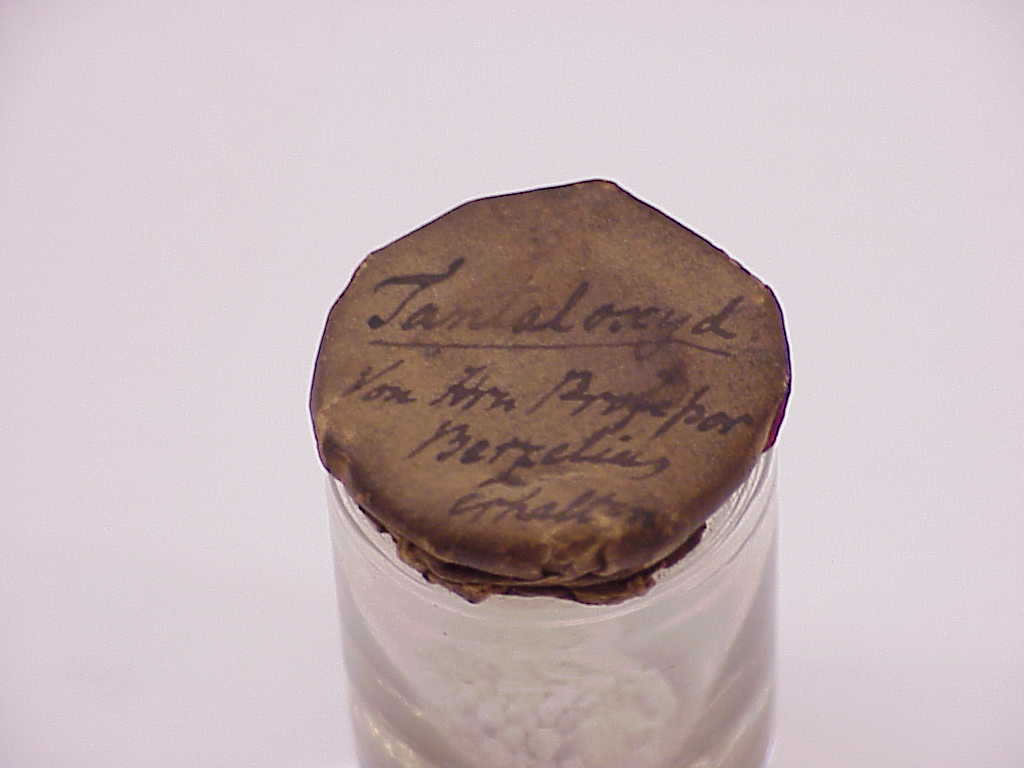 Tantaloxyd.
Von Hrn Professor
Berzelius
erhalten